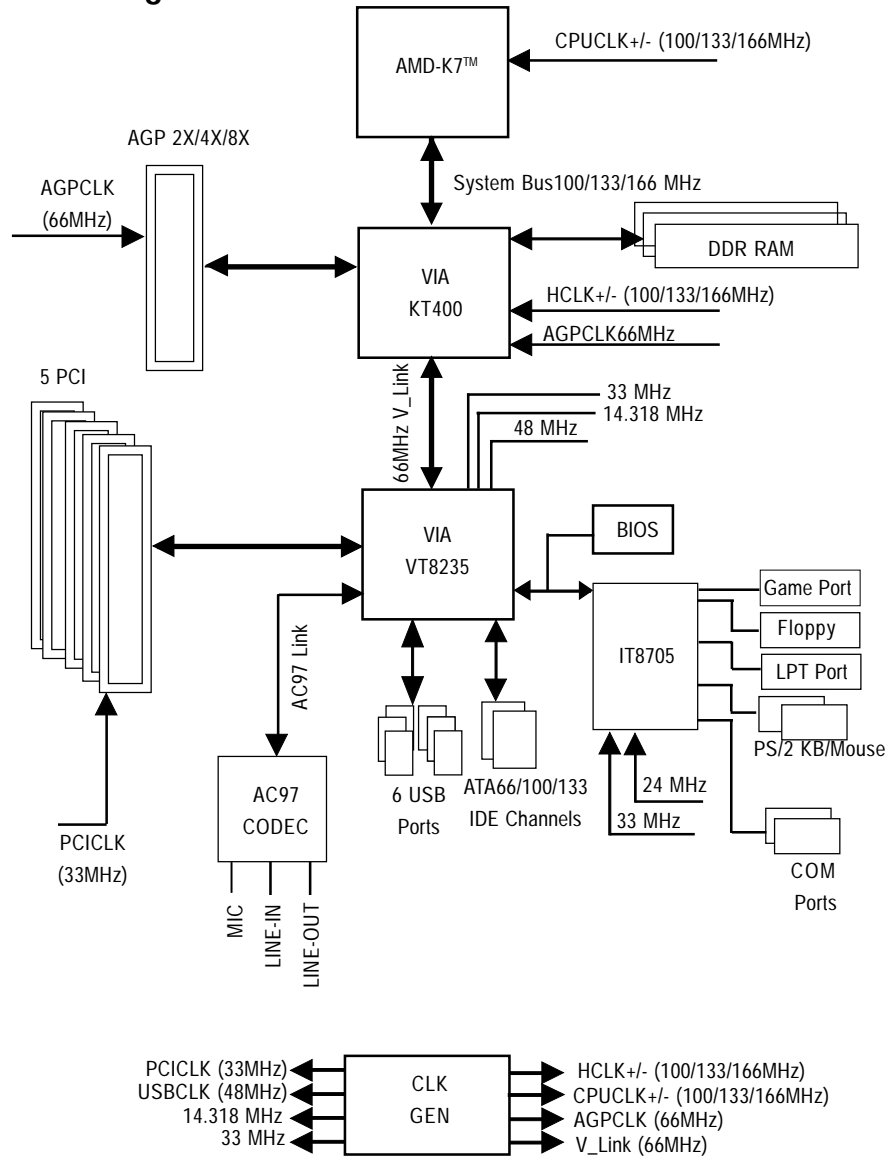 AMD-K7™
CPUCLK+/- (100/133/166MHz)
AGP 2X/4X/8X
AGPCLK
(66MHz)
System Bus100/133/166 MHz
DDR RAM
VIA
KT400
HCLK+/- (100/133/166MHz)
AGPCLK66MHz
5 PCI
66MHz V_Link
33 MHz
14.318 MHz
48 MHz
VIA
VT8235
BIOS
Game Port
Floppy
IT8705
LPT Port
PS/2 KB/Mouse
AC97 Link
AC97
CODEC
6 USB
Ports
ATA66/100/133
IDE Channels
24 MHz
33 MHz
PCICLK
(33MHz)
COM
Ports
MIC
LINE-IN
LINE-OUT
PCICLK (33MHz)
USBCLK (48MHz)
14.318 MHz
33 MHz
CLK
GEN
HCLK+/- (100/133/166MHz)
CPUCLK+/- (100/133/166MHz)
AGPCLK (66MHz)
V_Link (66MHz)